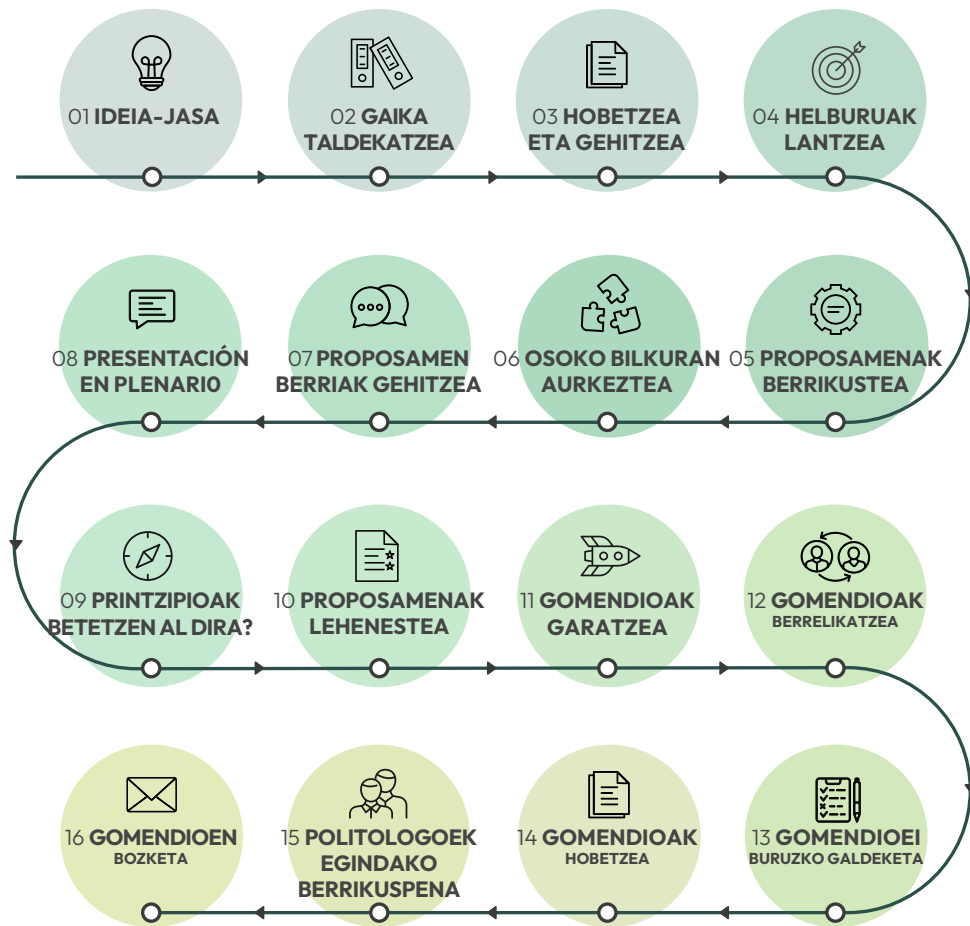 01 IDEIA-JASA
02 GAIKA
TALDEKATZEA
03 HOBETZEA
ETA GEHITZEA
04 HELBURUAK
LANTZEA
05 PROPOSAMENAK
BERRIKUSTEA
06 OSOKO BILKURAN
AURKEZTEA
07 PROPOSAMEN
BERRIAK GEHITZEA
08 PRESENTACIÓN
EN PLENARI0
09 PRINTZIPIOAK
BETETZEN AL DIRA?
10 PROPOSAMENAK
LEHENESTEA
11 GOMENDIOAK
GARATZEA
12 GOMENDIOAK
BERRELIKATZEA
13 GOMENDIOEI
BURUZKO GALDEKETA
14 GOMENDIOAK
HOBETZEA
15 POLITOLOGOEK
EGINDAKO
BERRIKUSPENA
16 GOMENDIOEN
BOZKETA